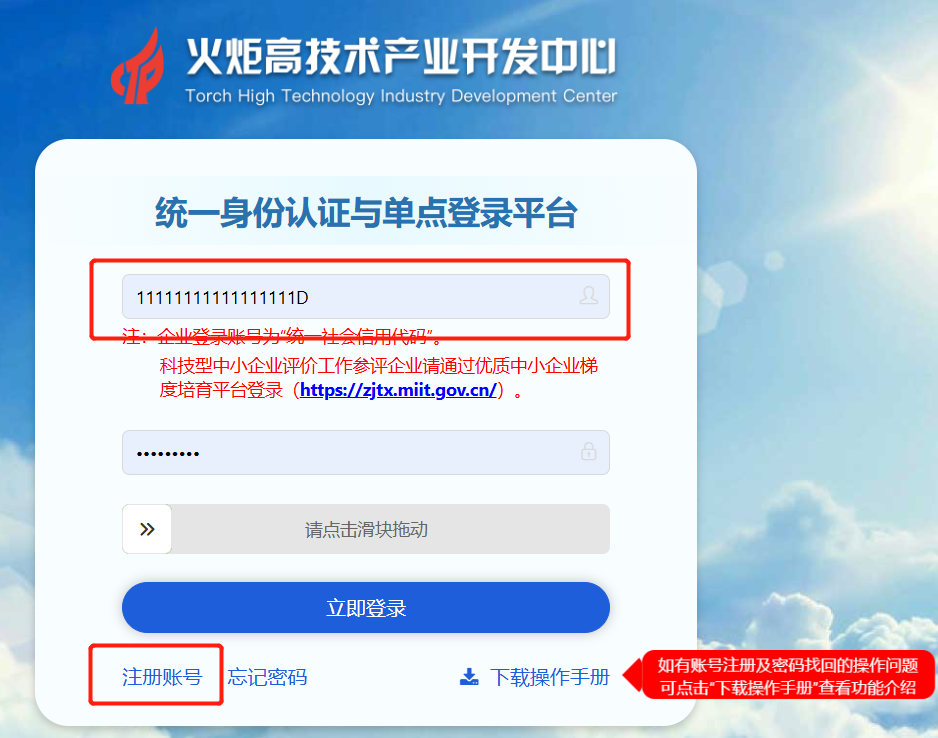 火炬高技术产业开发中心
Torch High Technology Industry Development Center
统一身份认证与单点登录平台
11111111111111111D
注：企业登录账号为“统一社会信用代码”。
科技型中小企业评价工作参评企业请通过优质中小企业梯
度培育平台登录（https://zjtx.miit.gov.cn/）。
•••••••••
请点击滑块拖动
立即登录
注册账号 忘记密码 下载操作手册
如有账号注册及密码找回的操作问题
可点击“下载操作手册”查看功能介绍